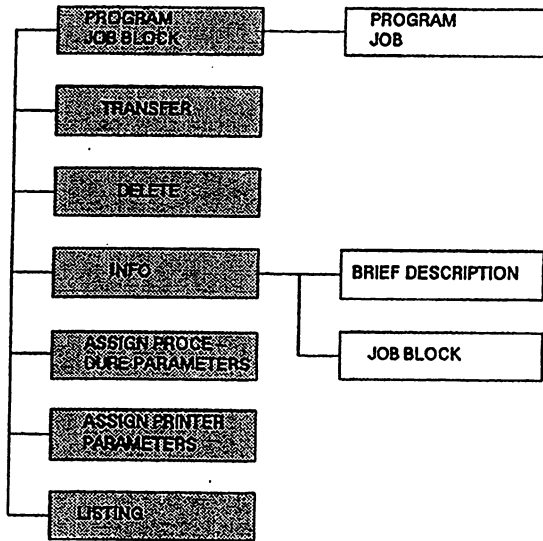 PROGRAM
JOB BLOCK
PROGRAM
JOB
TRANSFER
DELETE
INFO
BRIEF DESCRIPTION
JOB BLOCK
ASSIGN PROCE-
DURE PARAMETERS
ASSIGN PRINTER
PARAMETERS
LISTING